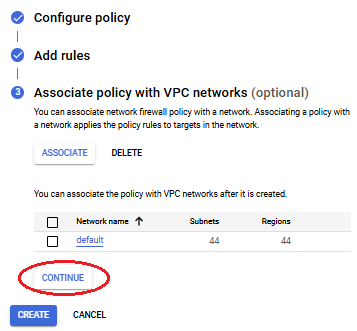 Configure policy
Add rules
3 Associate policy with VPC networks (optional)
You can associate network firewall policy with a network. Associating a policy with
a network applies the policy rules to targets in the network.
ASSOCIATE DELETE
You can associate the policy with VPC networks after it is created.
Network name Subnets Regions
default 44 44
CONTINUE
CREATE CANCEL